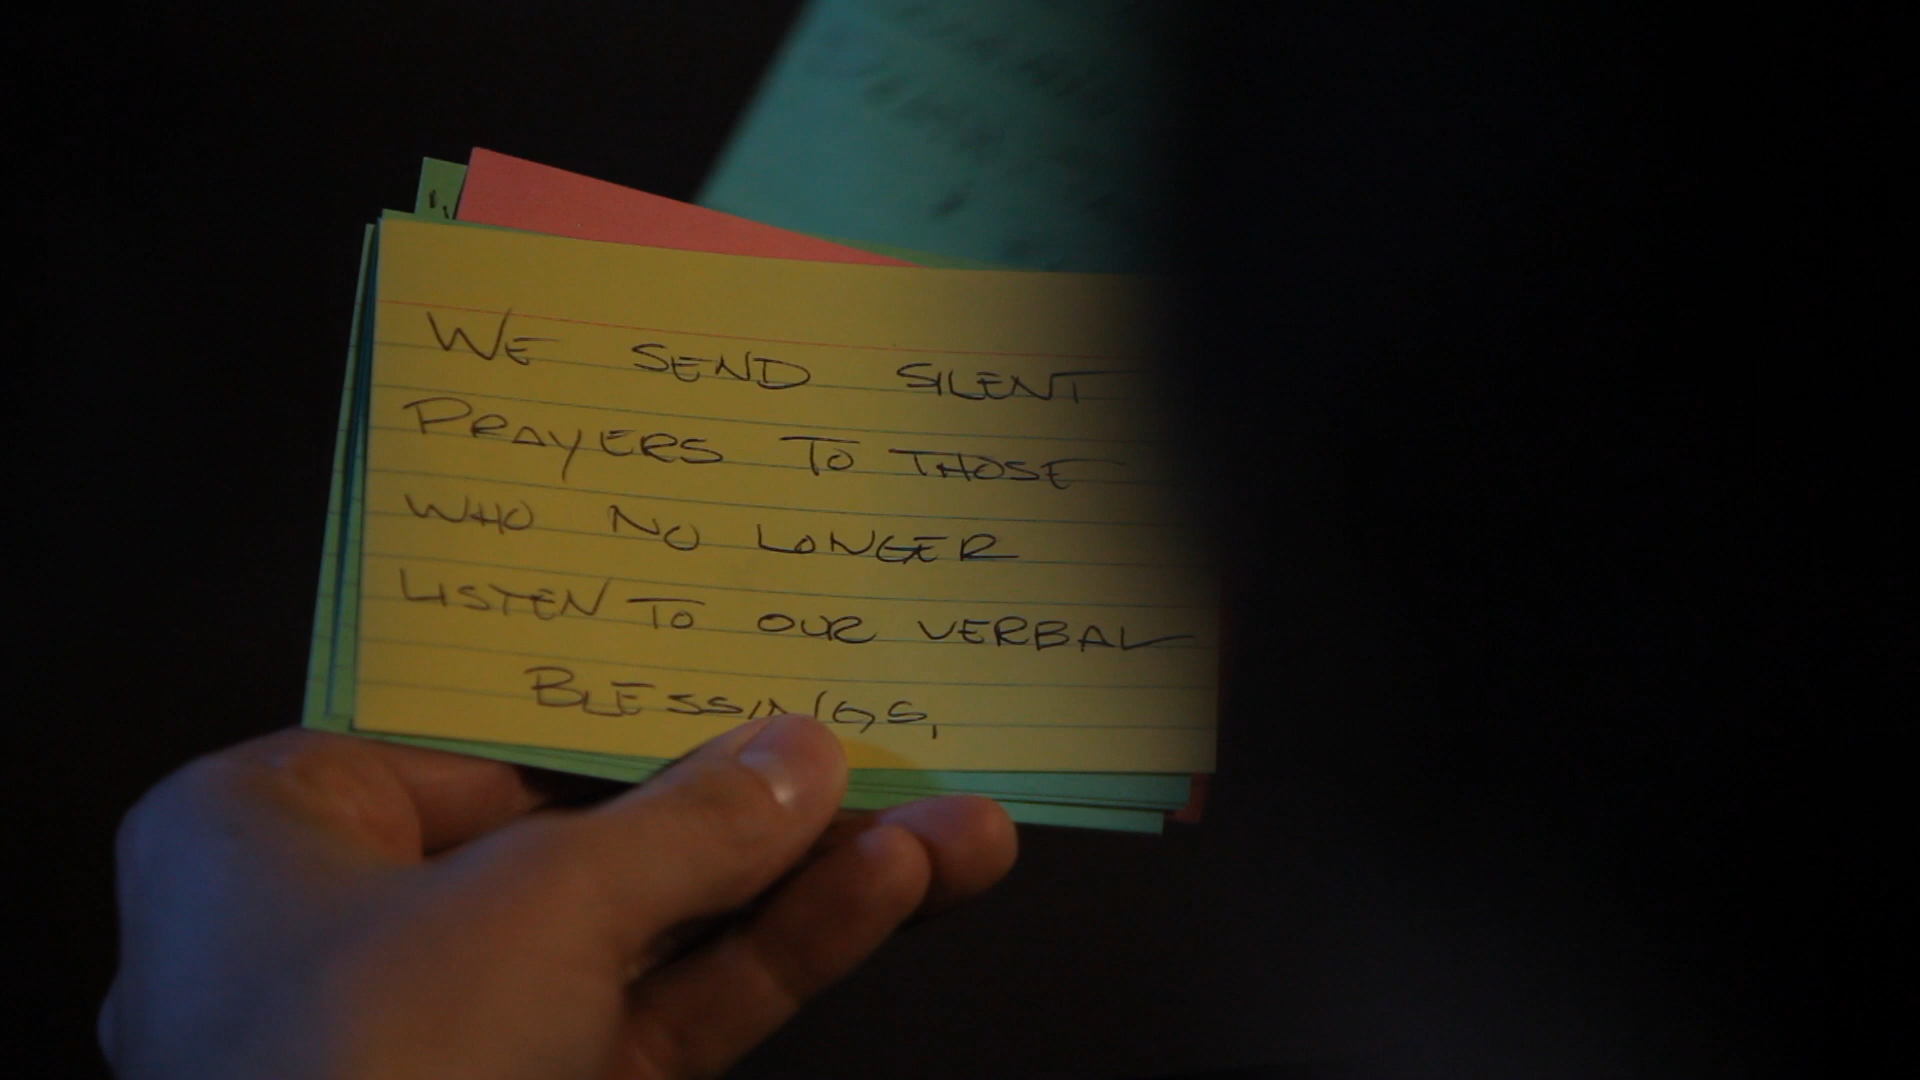 WE SEND SILENT
PRAYERS TO THOSE
WHO NO LONGER
LISTEN TO OUR VERBAL
BLESSINGS,